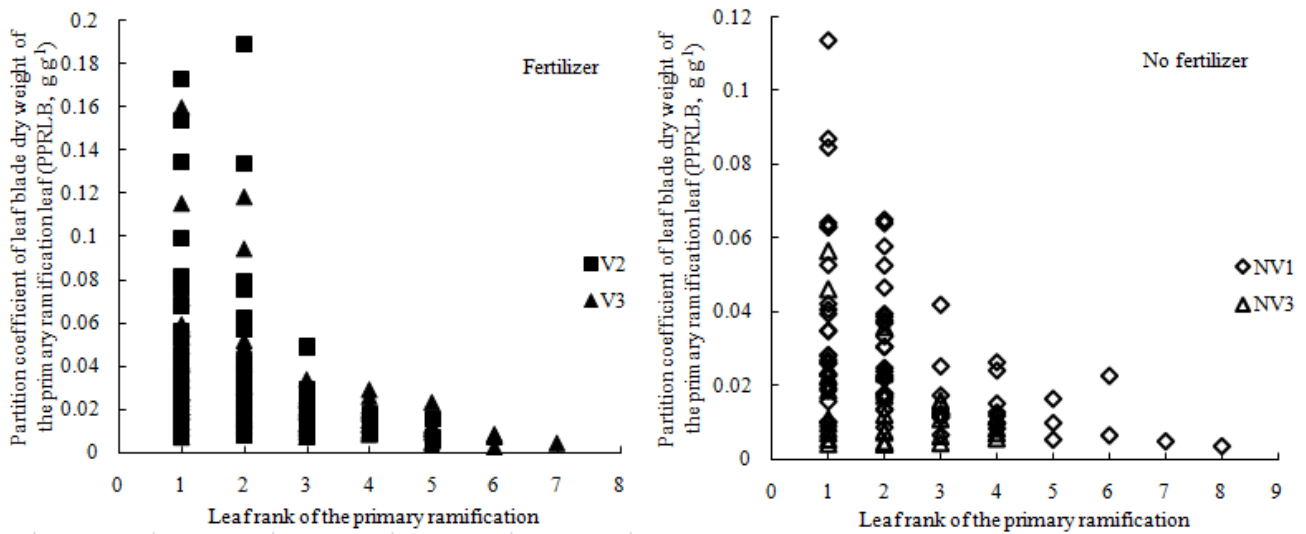 Partition coefficient of leaf blade dry weight of
the primary ramification leaf (PPRLB, g g-1)
0.2
0.18
0.16
0.14
0.12
0.1
0.08
0.06
0.04
0.02
0
Fertilizer
V2
V3
0 1 2 3 4 5 6 7 8
Leaf rank of the primary ramification
Partition coefficient of leaf blade dry weight of
the primary ramification leaf (PPRLB, g g-1)
0.12
0.1
0.08
0.06
0.04
0.02
0
No fertilizer
NV1
NV3
0 1 2 3 4 5 6 7 8 9
Leaf rank of the primary ramification